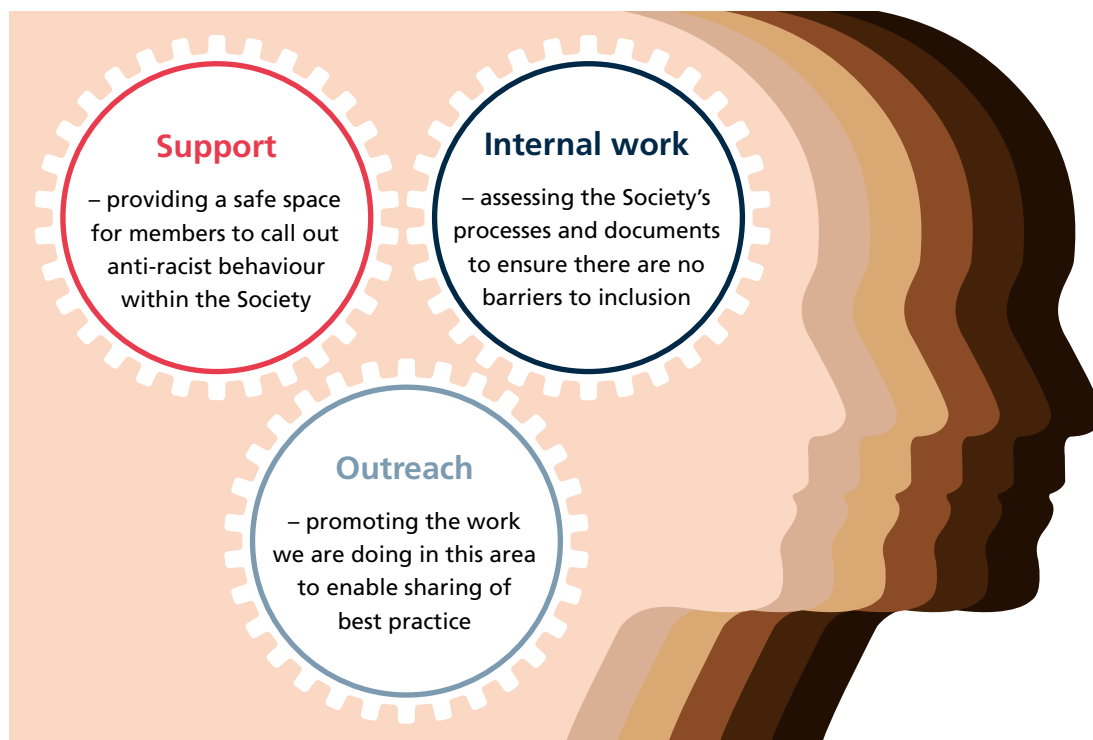 Support
– providing a safe space
for members to call out
anti-racist behaviour
within the Society
Internal work
– assessing the Society’s
processes and documents
to ensure there are no
barriers to inclusion
Outreach
– promoting the work
we are doing in this area
to enable sharing of
best practice